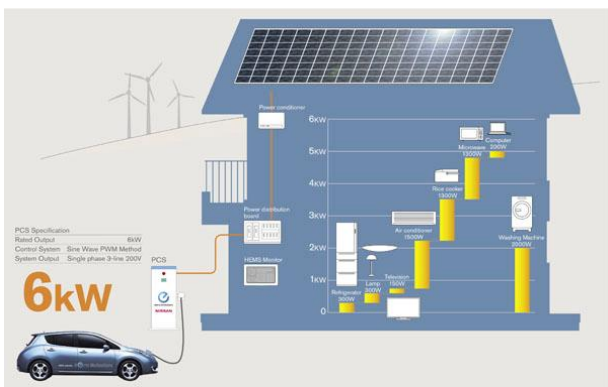 Power conditioner
6KW
5KW
4KW
3KW
2KW
1KW
0
Computer
200W
Microwave
1300W
Rice cooker
1300W
Air conditioner
1500W
Washing Machine
2000W
Television
150W
Lamp
300W
Refrigerator
300W
Power distribution
board
HEMS Monitor
PCS Specification
Rated Output 6kW
Control System Sine Wave PWM Method
System Output Single phase 3-line 200V
6kW
PCS
NISSAN